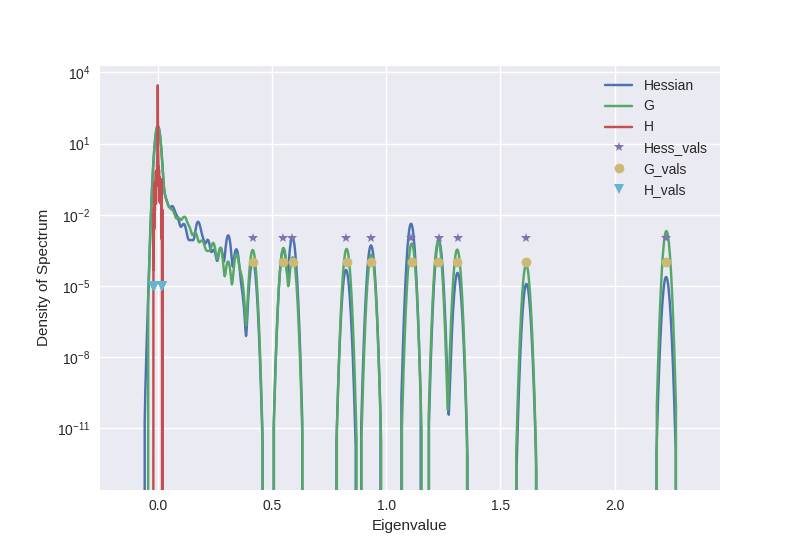 Density of Spectrum
10^4
10^1
10^−2
10^−5
10^−8
10^−11
Hessian
G
H
Hess_vals
G_vals
H_vals
0.0 0.5 1.0 1.5 2.0
Eigenvalue